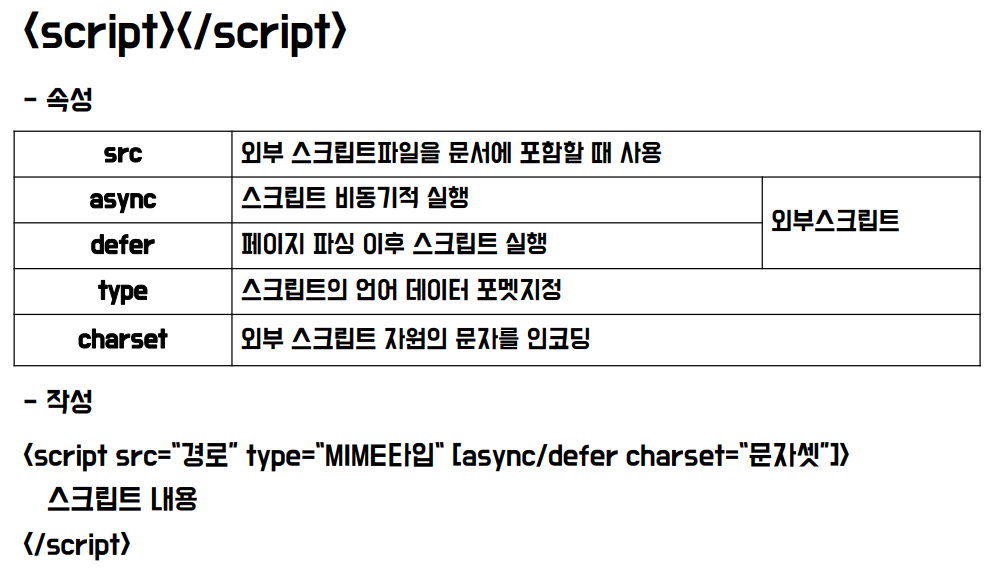 <script></script>
- 속성
src 외부 스크립트파일을 문서에 포함할 때 사용
async 스크립트 비동기적 실행
외부스크립트
defer 페이지 파싱 이후 스크립트 실행
type 스크립트의 언어 데이터 포멧지정
charset 외부 스크립트 자원의 문자를 인코딩
- 작성
<script src="경로" type="MIME타입" [async/defer charset="문자셋"]>
스크립트 내용
</script>